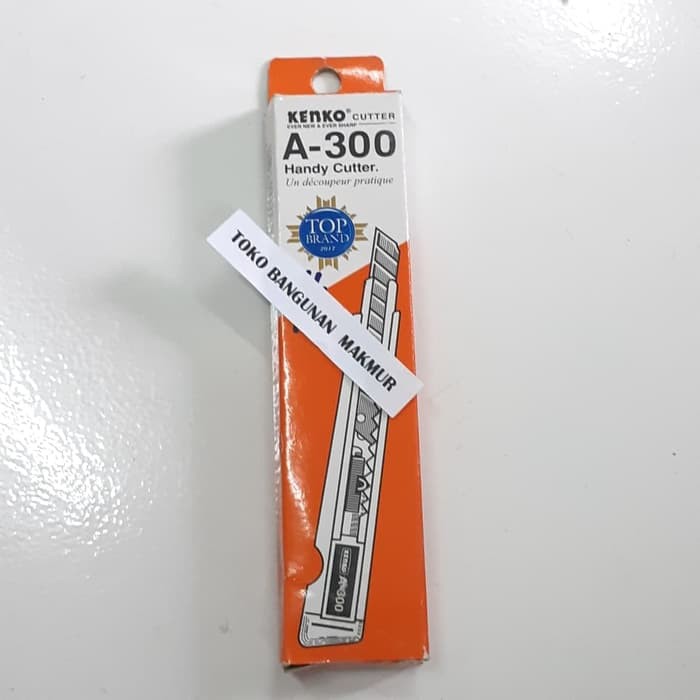 KENKO® CUTTER
EVER NEW & EVER SHARP
A-300
Handy Cutter.
Un découpeur pratique
TOP
BRAND
2017
TOKO BANGUNAN MAKMUR
KENKO
A-300